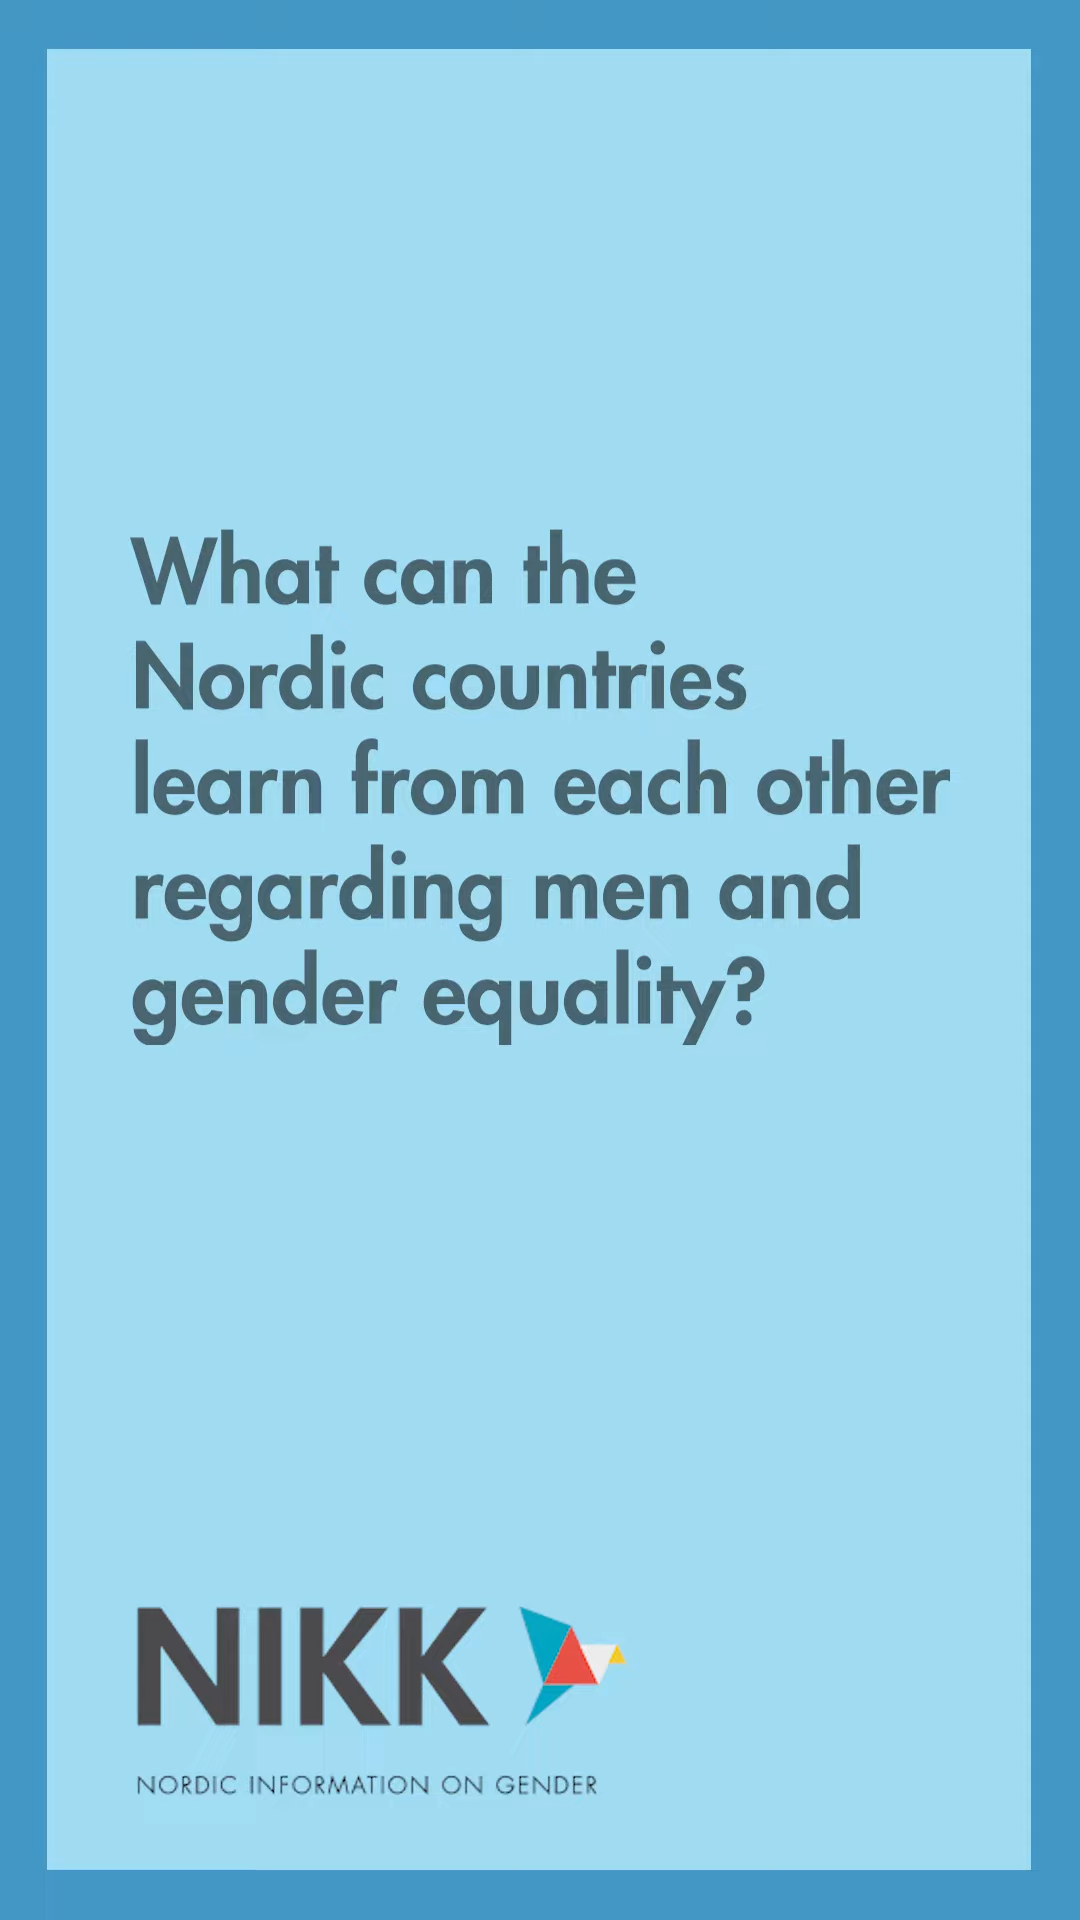 What can the
Nordic countries
learn from each other
regarding men and
gender equality?
NIKK
NORDIC INFORMATION ON GENDER